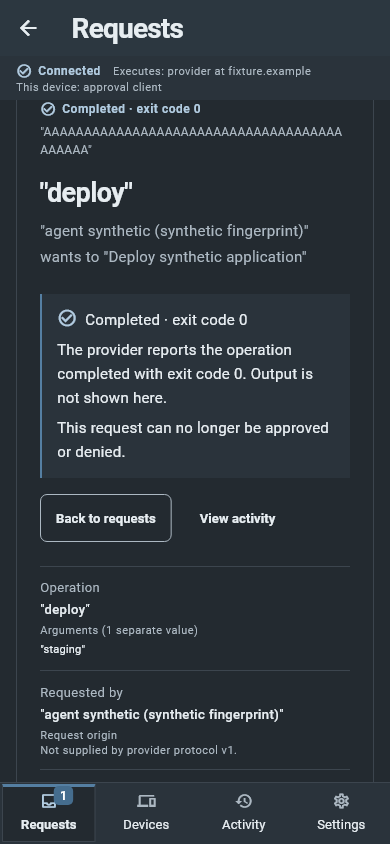 Requests
Connected Executes: provider at fixture.example
This device: approval client
Completed · exit code 0
"AAAAAAAAAAAAAAAAAAAAAAAAAAAAAAAAAAAAAA
AAAAAA"
"deploy"
"agent synthetic (synthetic fingerprint)"
wants to "Deploy synthetic application"
Completed · exit code 0
The provider reports the operation
completed with exit code 0. Output is
not shown here.
This request can no longer be approved
or denied.
Back to requests View activity
Operation
"deploy"
Arguments (1 separate value)
"staging"
Requested by
"agent synthetic (synthetic fingerprint)"
Request origin
Not supplied by provider protocol v1.
1
Requests Devices Activity Settings